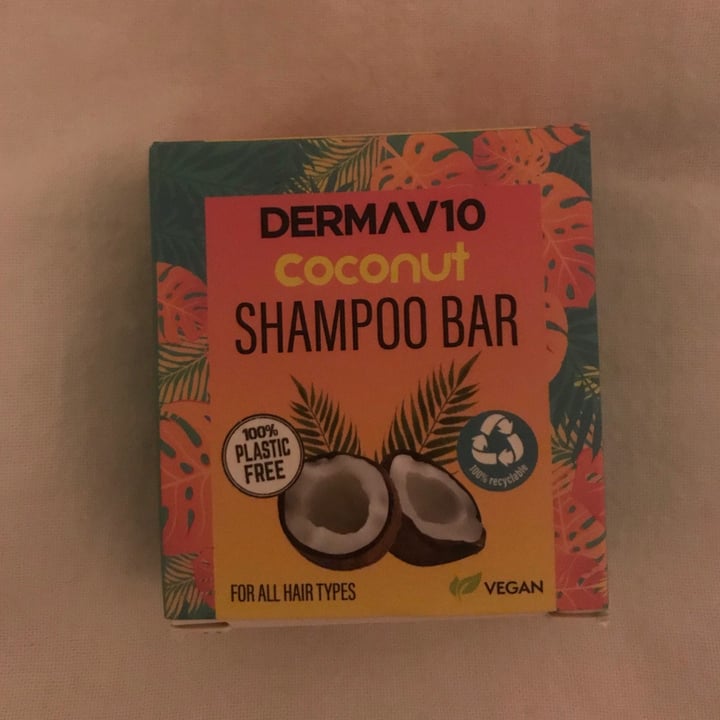 DERMAV10
coconut
SHAMPOO BAR
100%
PLASTIC
FREE
100% recyclable
FOR ALL HAIR TYPES
VEGAN